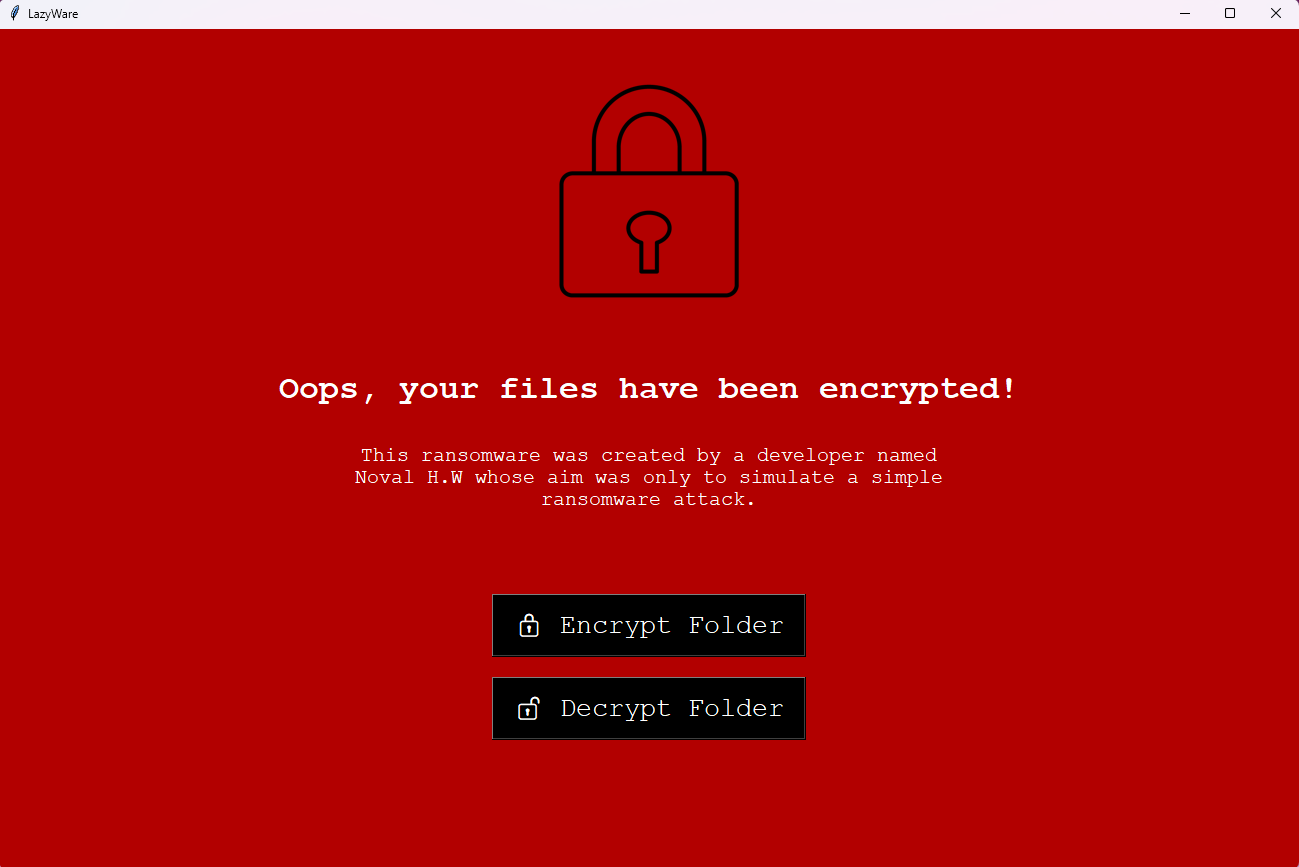 LazyWare
Oops, your files have been encrypted!
This ransomware was created by a developer named
Noval H.W whose aim was only to simulate a simple
ransomware attack.
Encrypt Folder
Decrypt Folder